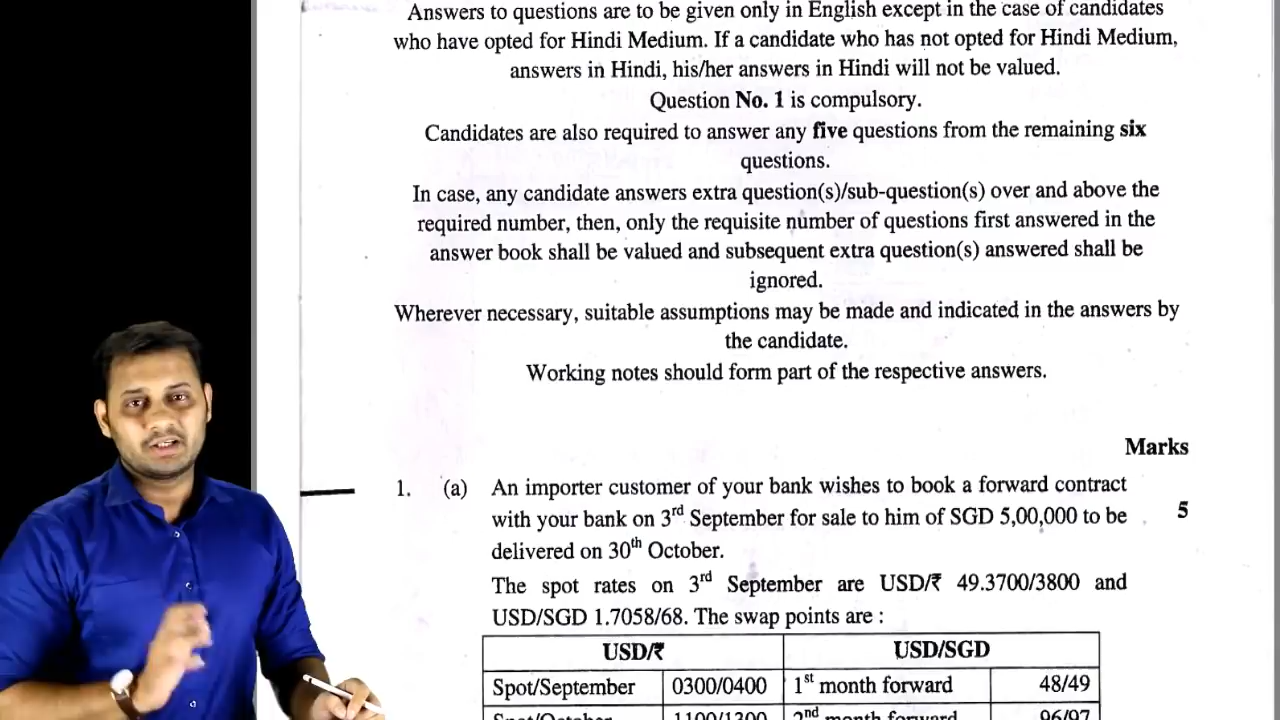 Answers to questions are to be given only in English except in the case of candidates
who have opted for Hindi Medium. If a candidate who has not opted for Hindi Medium,
answers in Hindi, his/her answers in Hindi will not be valued.
Question No. 1 is compulsory.
Candidates are also required to answer any five questions from the remaining six
questions.
In case, any candidate answers extra question(s)/sub-question(s) over and above the
required number, then, only the requisite number of questions first answered in the
answer book shall be valued and subsequent extra question(s) answered shall be
ignored.
Wherever necessary, suitable assumptions may be made and indicated in the answers by
the candidate.
Working notes should form part of the respective answers.
Marks
1. (a) An importer customer of your bank wishes to book a forward contract
with your bank on 3rd September for sale to him of SGD 5,00,000 to be 5
delivered on 30th October.
The spot rates on 3rd September are USD/₹ 49.3700/3800 and
USD/SGD 1.7058/68. The swap points are :
USD/₹ USD/SGD
Spot/September 0300/0400 1st month forward 48/49
Spot/October 1100/1300 2nd month forward 96/97